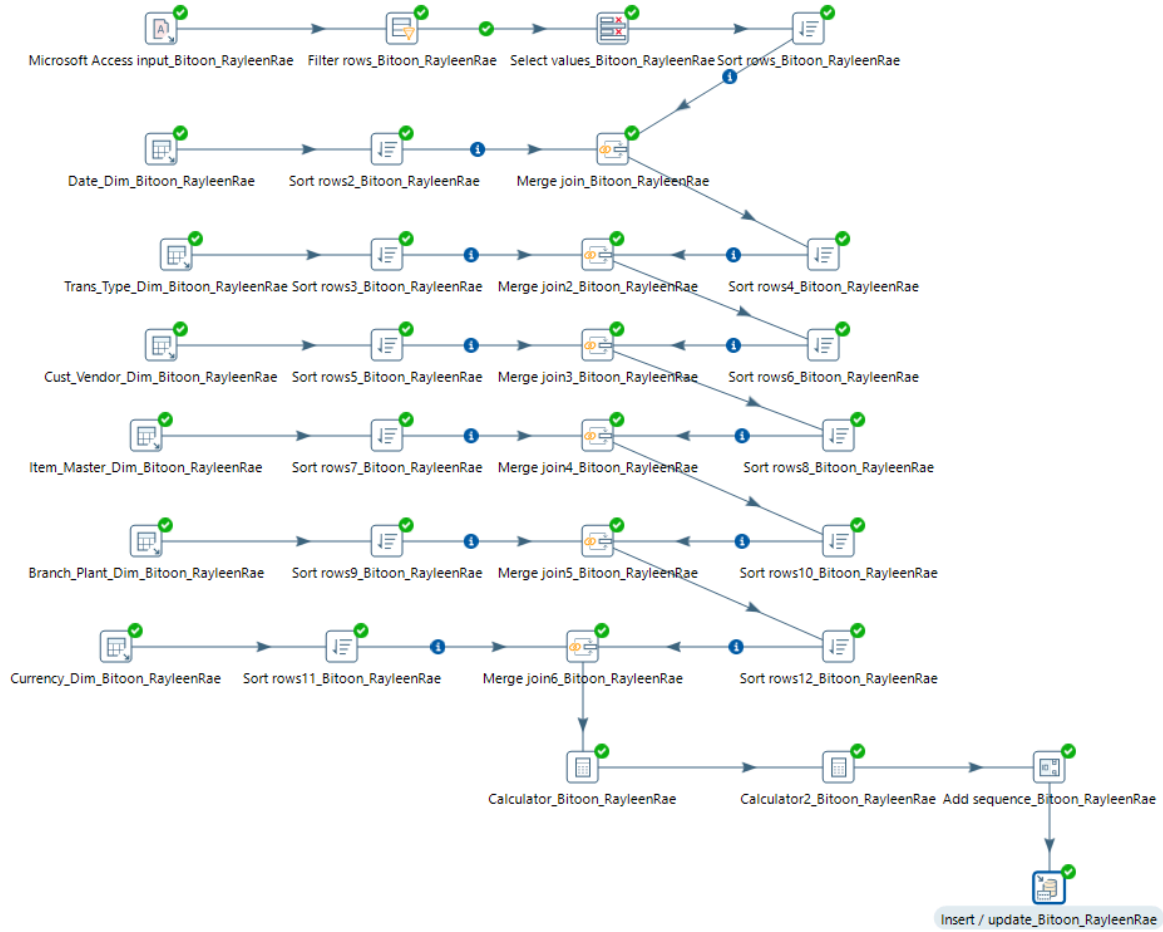 Microsoft Access input_Bitoon_RayleenRae Filter rows_Bitoon_RayleenRae Select values_Bitoon_RayleenRae Sort rows_Bitoon_RayleenRae
Date_Dim_Bitoon_RayleenRae Sort rows2_Bitoon_RayleenRae Merge join_Bitoon_RayleenRae
Trans_Type_Dim_Bitoon_RayleenRae Sort rows3_Bitoon_RayleenRae Merge join2_Bitoon_RayleenRae Sort rows4_Bitoon_RayleenRae
Cust_Vendor_Dim_Bitoon_RayleenRae Sort rows5_Bitoon_RayleenRae Merge join3_Bitoon_RayleenRae Sort rows6_Bitoon_RayleenRae
Item_Master_Dim_Bitoon_RayleenRae Sort rows7_Bitoon_RayleenRae Merge join4_Bitoon_RayleenRae Sort rows8_Bitoon_RayleenRae
Branch_Plant_Dim_Bitoon_RayleenRae Sort rows9_Bitoon_RayleenRae Merge join5_Bitoon_RayleenRae Sort rows10_Bitoon_RayleenRae
Currency_Dim_Bitoon_RayleenRae Sort rows11_Bitoon_RayleenRae Merge join6_Bitoon_RayleenRae Sort rows12_Bitoon_RayleenRae
Calculator_Bitoon_RayleenRae Calculator2_Bitoon_RayleenRae Add sequence_Bitoon_RayleenRae
Insert / update_Bitoon_RayleenRae